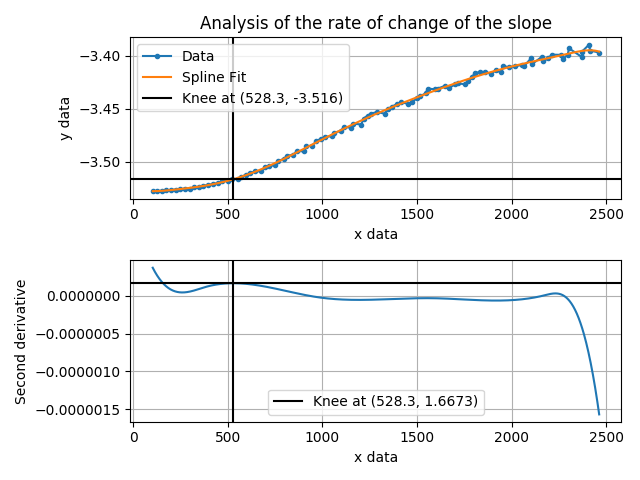 Analysis of the rate of change of the slope
Data
Spline Fit
Knee at (528.3, -3.516)
−3.40
−3.45
−3.50
y data
0
500
1000
1500
2000
2500
x data
0.0000000
−0.0000005
−0.0000010
−0.0000015
Second derivative
Knee at (528.3, 1.6673)
0
500
1000
1500
2000
2500
x data